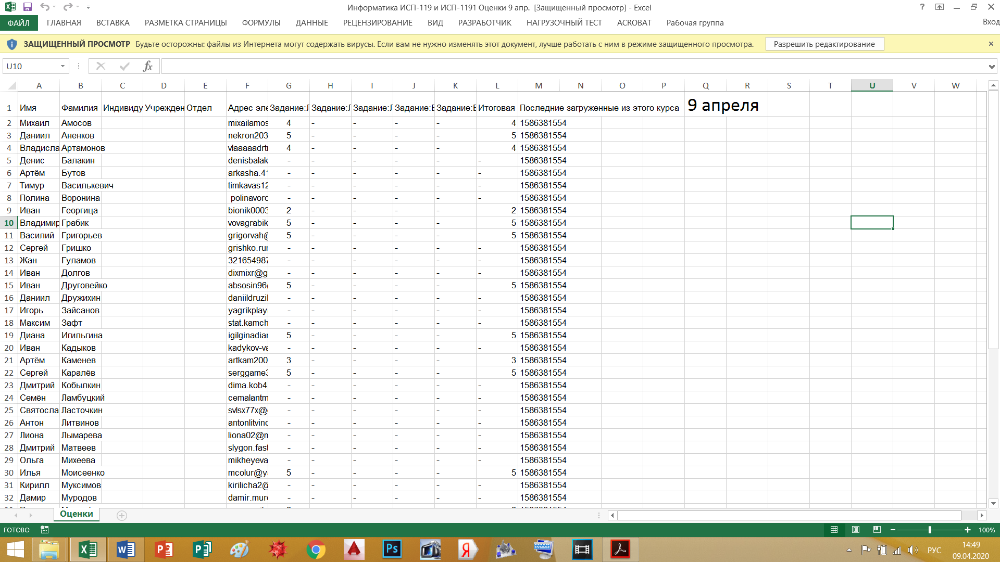 Информатика ИСП-119 и ИСП-1191 Оценки 9 апр. [Защищенный просмотр] - Excel
ФАЙЛ ГЛАВНАЯ ВСТАВКА РАЗМЕТКА СТРАНИЦЫ ФОРМУЛЫ ДАННЫЕ РЕЦЕНЗИРОВАНИЕ ВИД РАЗРАБОТЧИК НАГРУЗОЧНЫЙ ТЕСТ ACROBAT Рабочая группа Вход
ЗАЩИЩЕННЫЙ ПРОСМОТР Будьте осторожны: файлы из Интернета могут содержать вирусы. Если вам не нужно изменять этот документ, лучше работать с ним в режиме защищенного просмотра. Разрешить редактирование
U10 fx
A B C D E F G H I J K L M N O P Q R S T U V W
1 Имя Фамилия Индивиду Учрежден Отдел Адрес эле Задание:Л Задание:Л Задание:Л Задание:В Задание:В Итоговая Последние загруженные из этого курса 9 апреля
2 Михаил Амосов mixailamos 4 - - - - 4 1586381554
3 Даниил Аненков nekron203 5 - - - - 5 1586381554
4 Владисла Артамонов vlaaaaadrt 4 - - - - 4 1586381554
5 Денис Балакин denisbalak - - - - - - 1586381554
6 Артём Бутов arkasha.41 - - - - - - 1586381554
7 Тимур Василькевич timkavas12 - - - - - - 1586381554
8 Полина Воронина polinavoro - - - - - - 1586381554
9 Иван Георгица bionik0003 2 - - - - 2 1586381554
10 Владимир Грабик vovagrabik 5 - - - - 5 1586381554
11 Василий Григорьев grigorvah@ 5 - - - - 5 1586381554
12 Сергей Гришко grishko.rur - - - - - - 1586381554
13 Жан Гуламов 321654987 - - - - - - 1586381554
14 Иван Долгов dixmixr@g - - - - - - 1586381554
15 Иван Друговейко absosin96 5 - - - - 5 1586381554
16 Даниил Дружихин daniildruzil - - - - - - 1586381554
17 Игорь Зайсанов yagrikplay - - - - - - 1586381554
18 Максим Зафт stat.kamch - - - - - - 1586381554
19 Диана Игильгина igilginadiar 5 - - - - 5 1586381554
20 Иван Кадыков kadykov-va - - - - - - 1586381554
21 Артём Каменев artkam200 3 - - - - 3 1586381554
22 Сергей Каралёв serggame3 5 - - - - 5 1586381554
23 Дмитрий Кобылкин dima.kob4 - - - - - - 1586381554
24 Семён Ламбуцкий cemalantm - - - - - - 1586381554
25 Святосла Ласточкин svlsx77x@ - - - - - - 1586381554
26 Антон Литвинов antonlitvinc - - - - - - 1586381554
27 Лиона Лымарева liona02@m - - - - - - 1586381554
28 Дмитрий Матвеев slygon.fast - - - - - - 1586381554
29 Ольга Михеева mikheyeva - - - - - - 1586381554
30 Илья Моисеенко mcolur@y 5 - - - - 5 1586381554
31 Кирилл Муксимов kirilicha2@ - - - - - - 1586381554
32 Дамир Муродов damir.mur - - - - - - 1586381554
Оценки
ГОТОВО 100%
14:49
РУС
09.04.2020